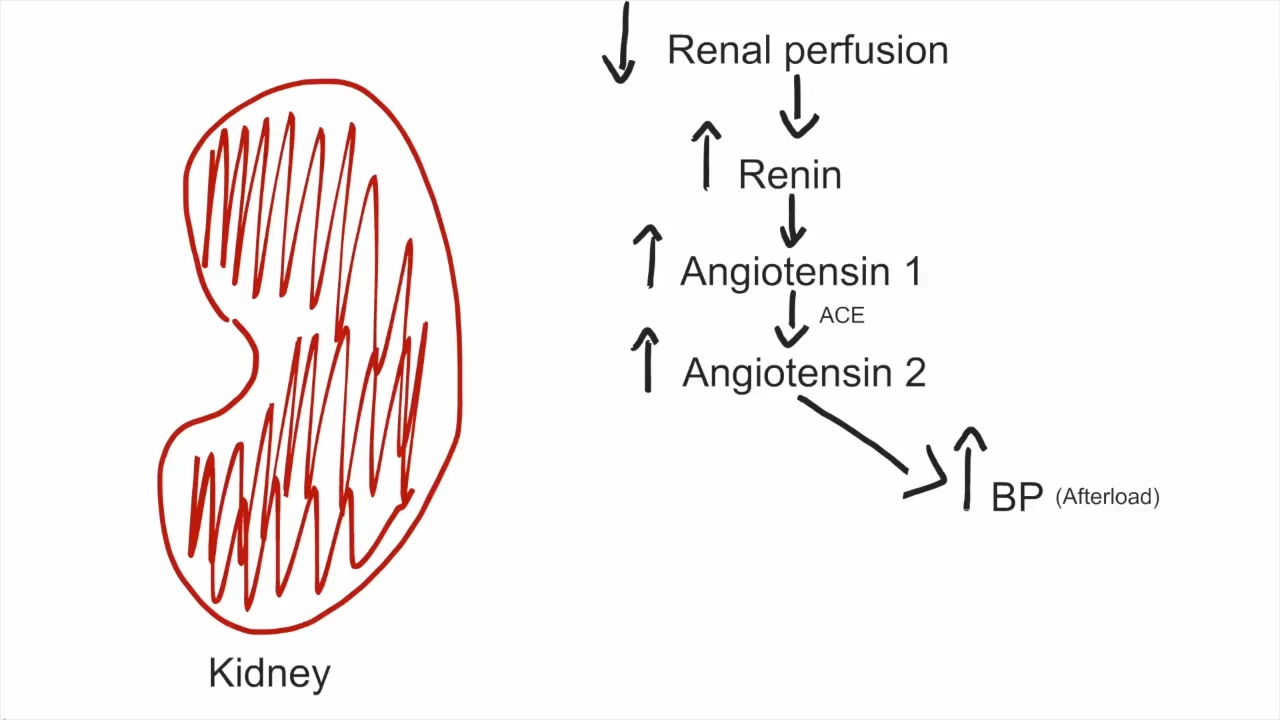 Renal perfusion
Renin
Angiotensin 1
ACE
Angiotensin 2
BP (Afterload)
Kidney